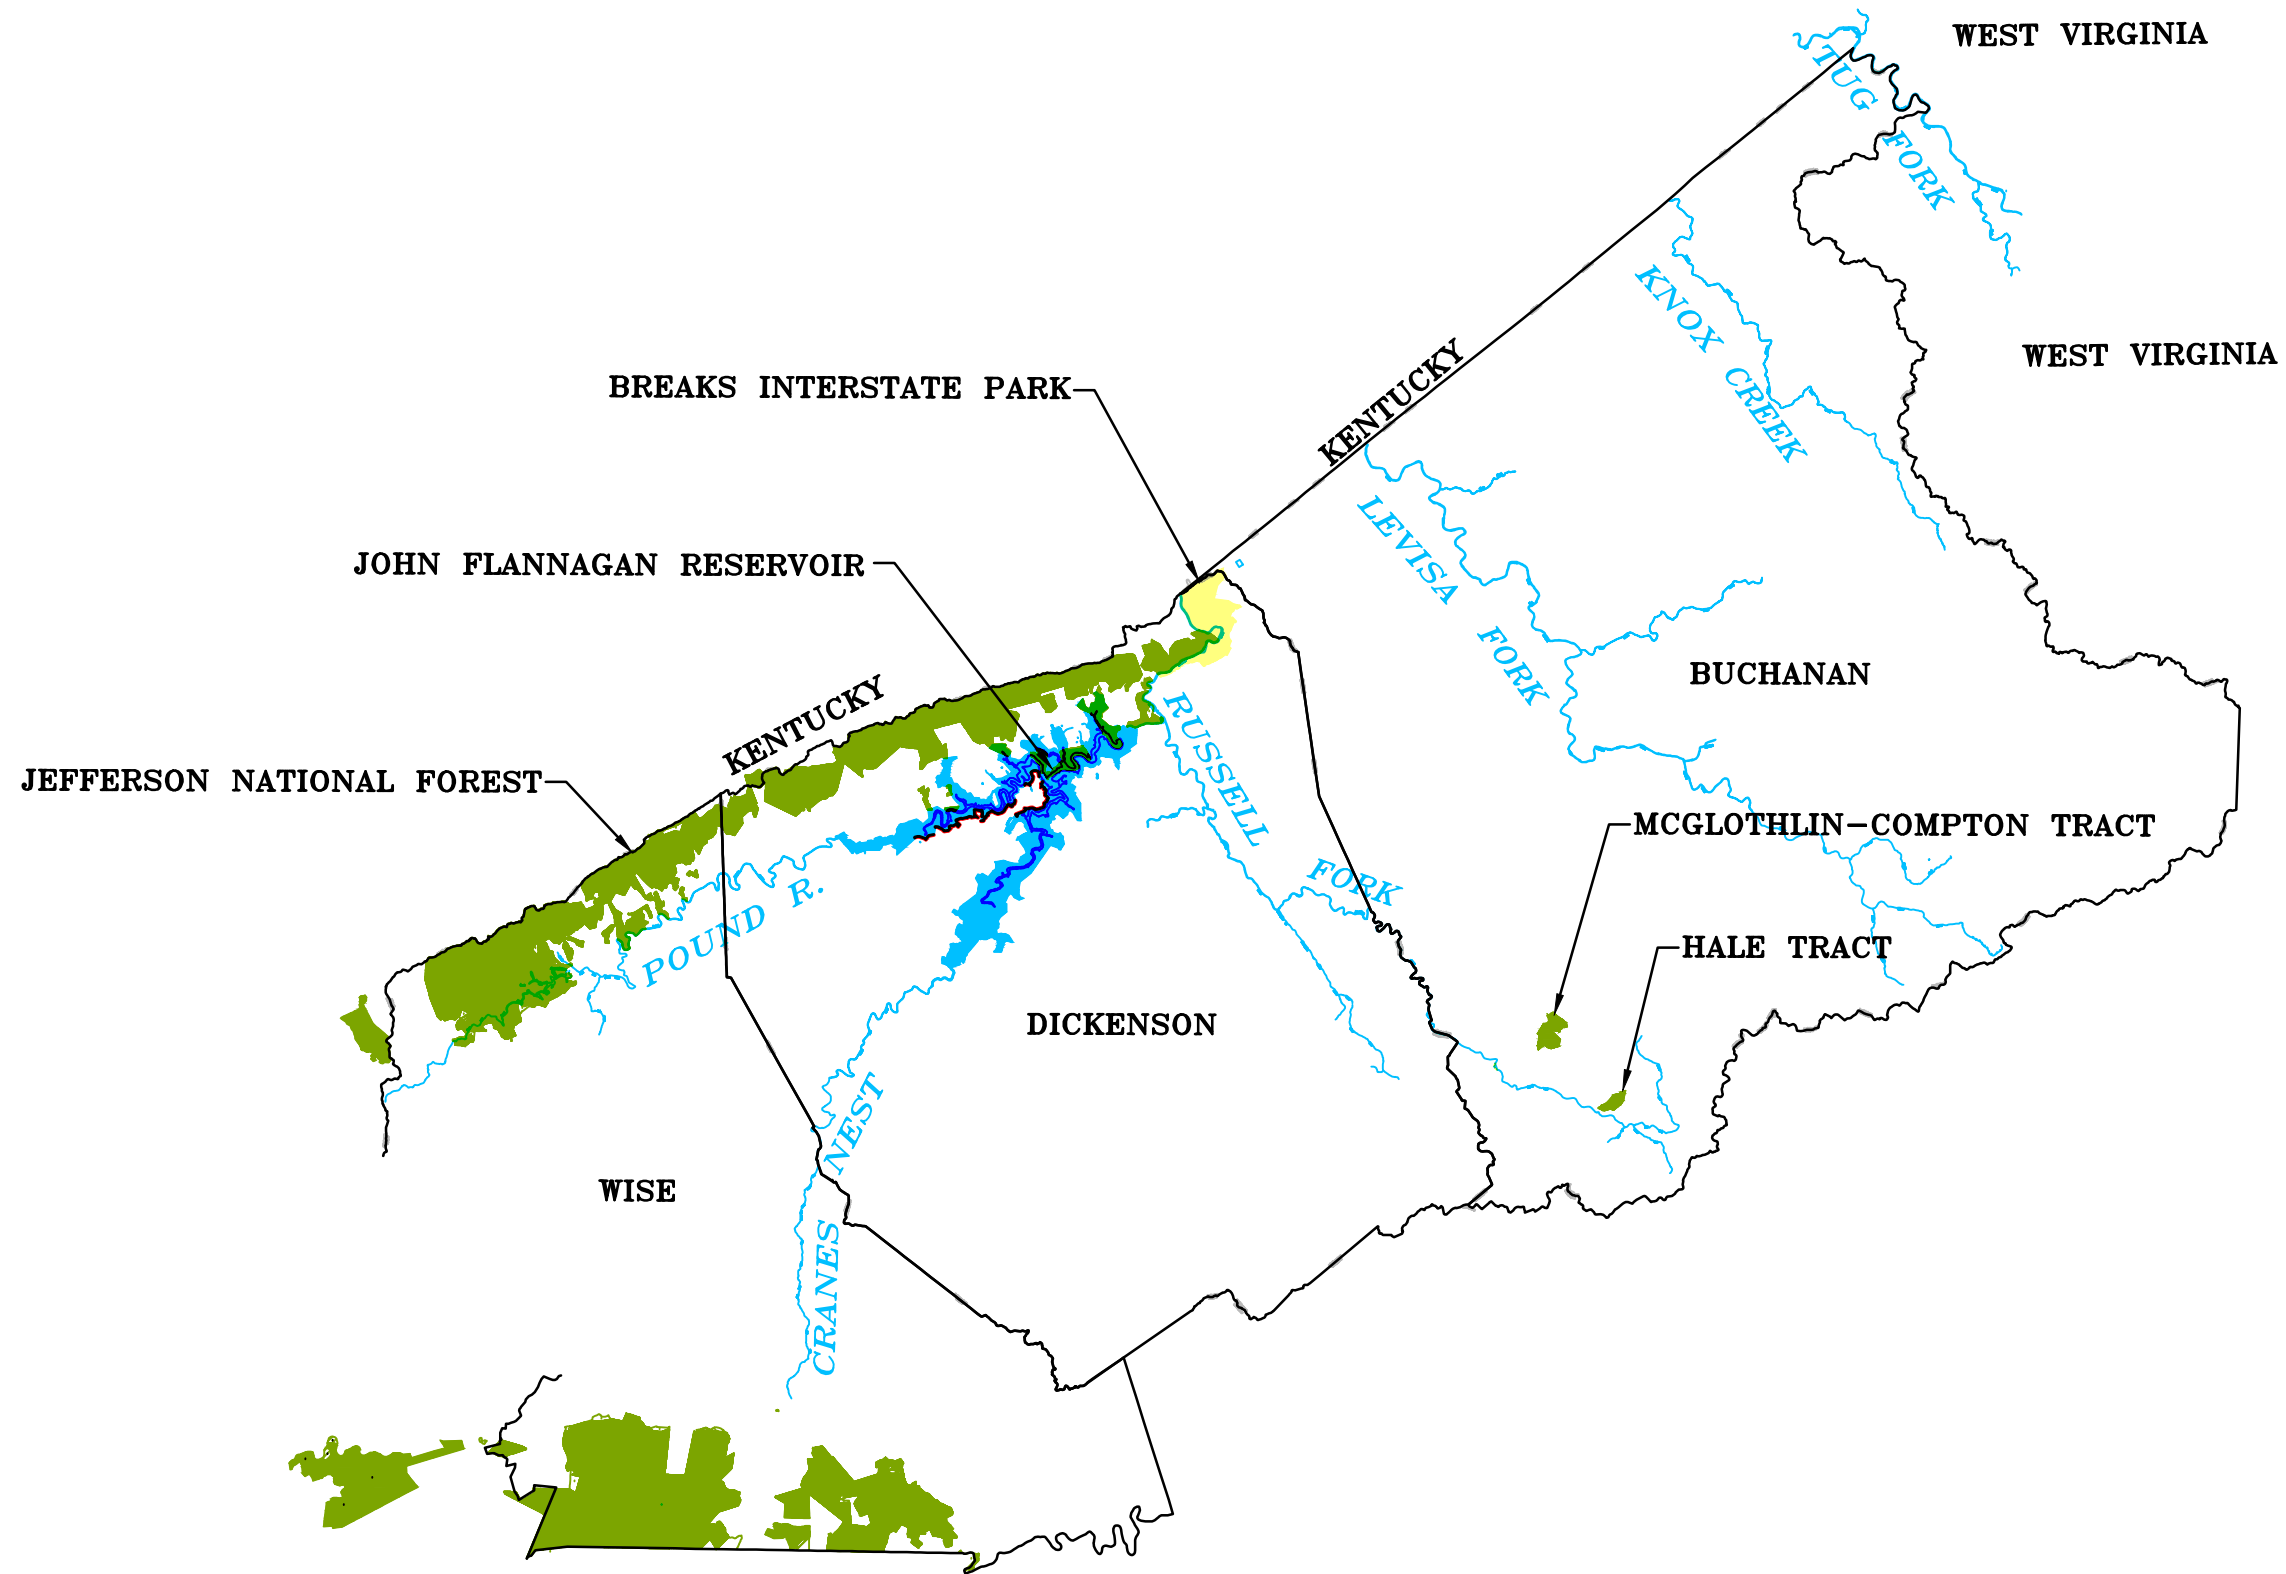 WEST VIRGINIA
TUG FORK
KNOX CREEK
WEST VIRGINIA
KENTUCKY
BREAKS INTERSTATE PARK
LEVISA FORK
JOHN FLANNAGAN RESERVOIR
BUCHANAN
KENTUCKY
RUSSELL FORK
JEFFERSON NATIONAL FOREST
MCGLOTHLIN-COMPTON TRACT
POUND R.
HALE TRACT
DICKENSON
CRANES NEST
WISE